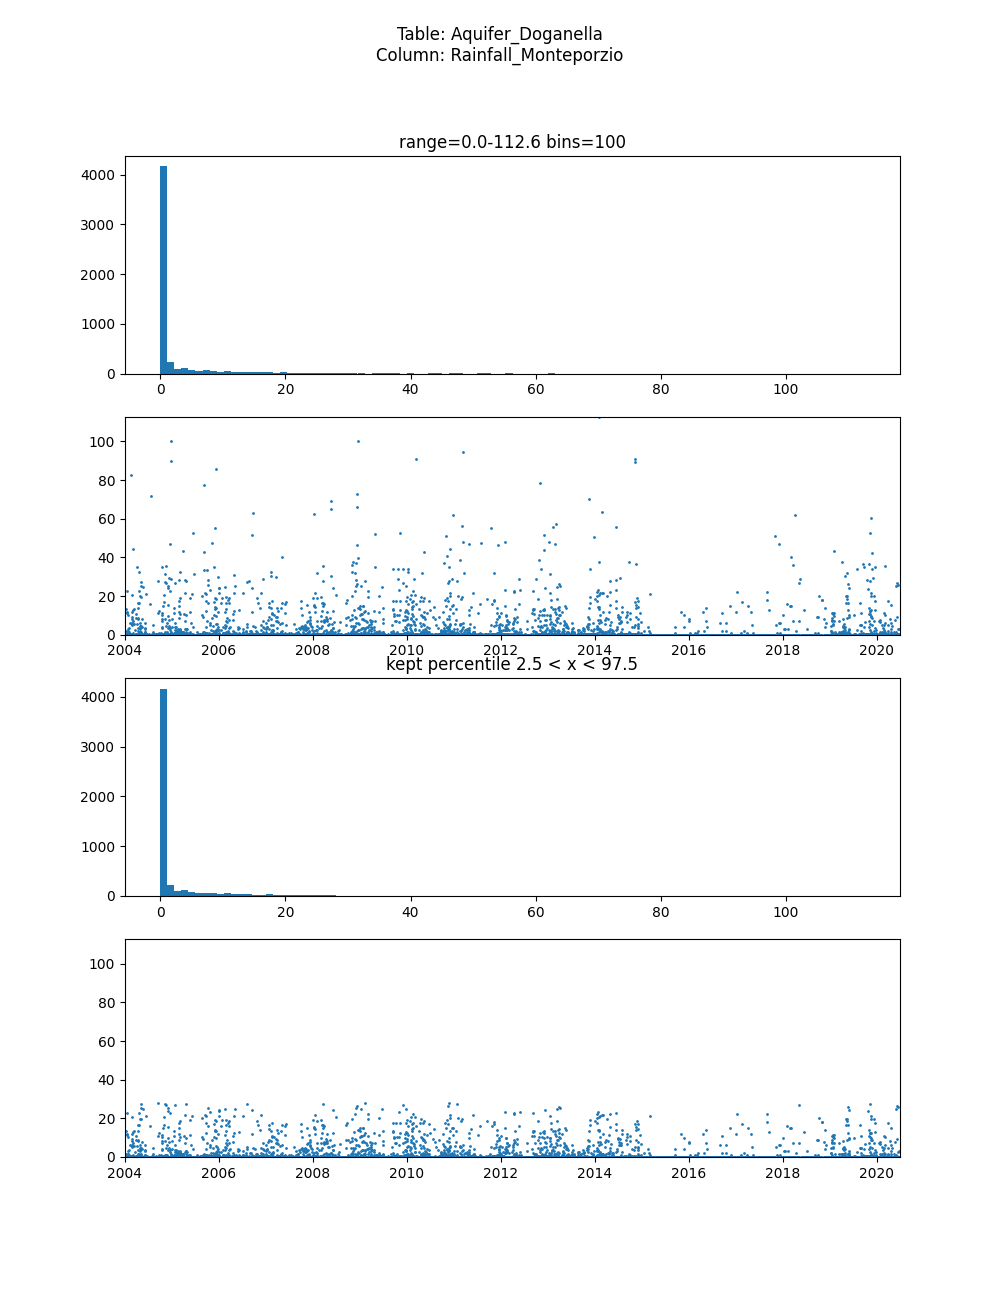 Table: Aquifer_Doganella
Column: Rainfall_Monteporzio
range=0.0-112.6 bins=100
4000
3000
2000
1000
0
0 20 40 60 80 100
100
80
60
40
20
0
2004 2006 2008 2010 2012 2014 2016 2018 2020
kept percentile 2.5 < x < 97.5
4000
3000
2000
1000
0
0 20 40 60 80 100
100
80
60
40
20
0
2004 2006 2008 2010 2012 2014 2016 2018 2020